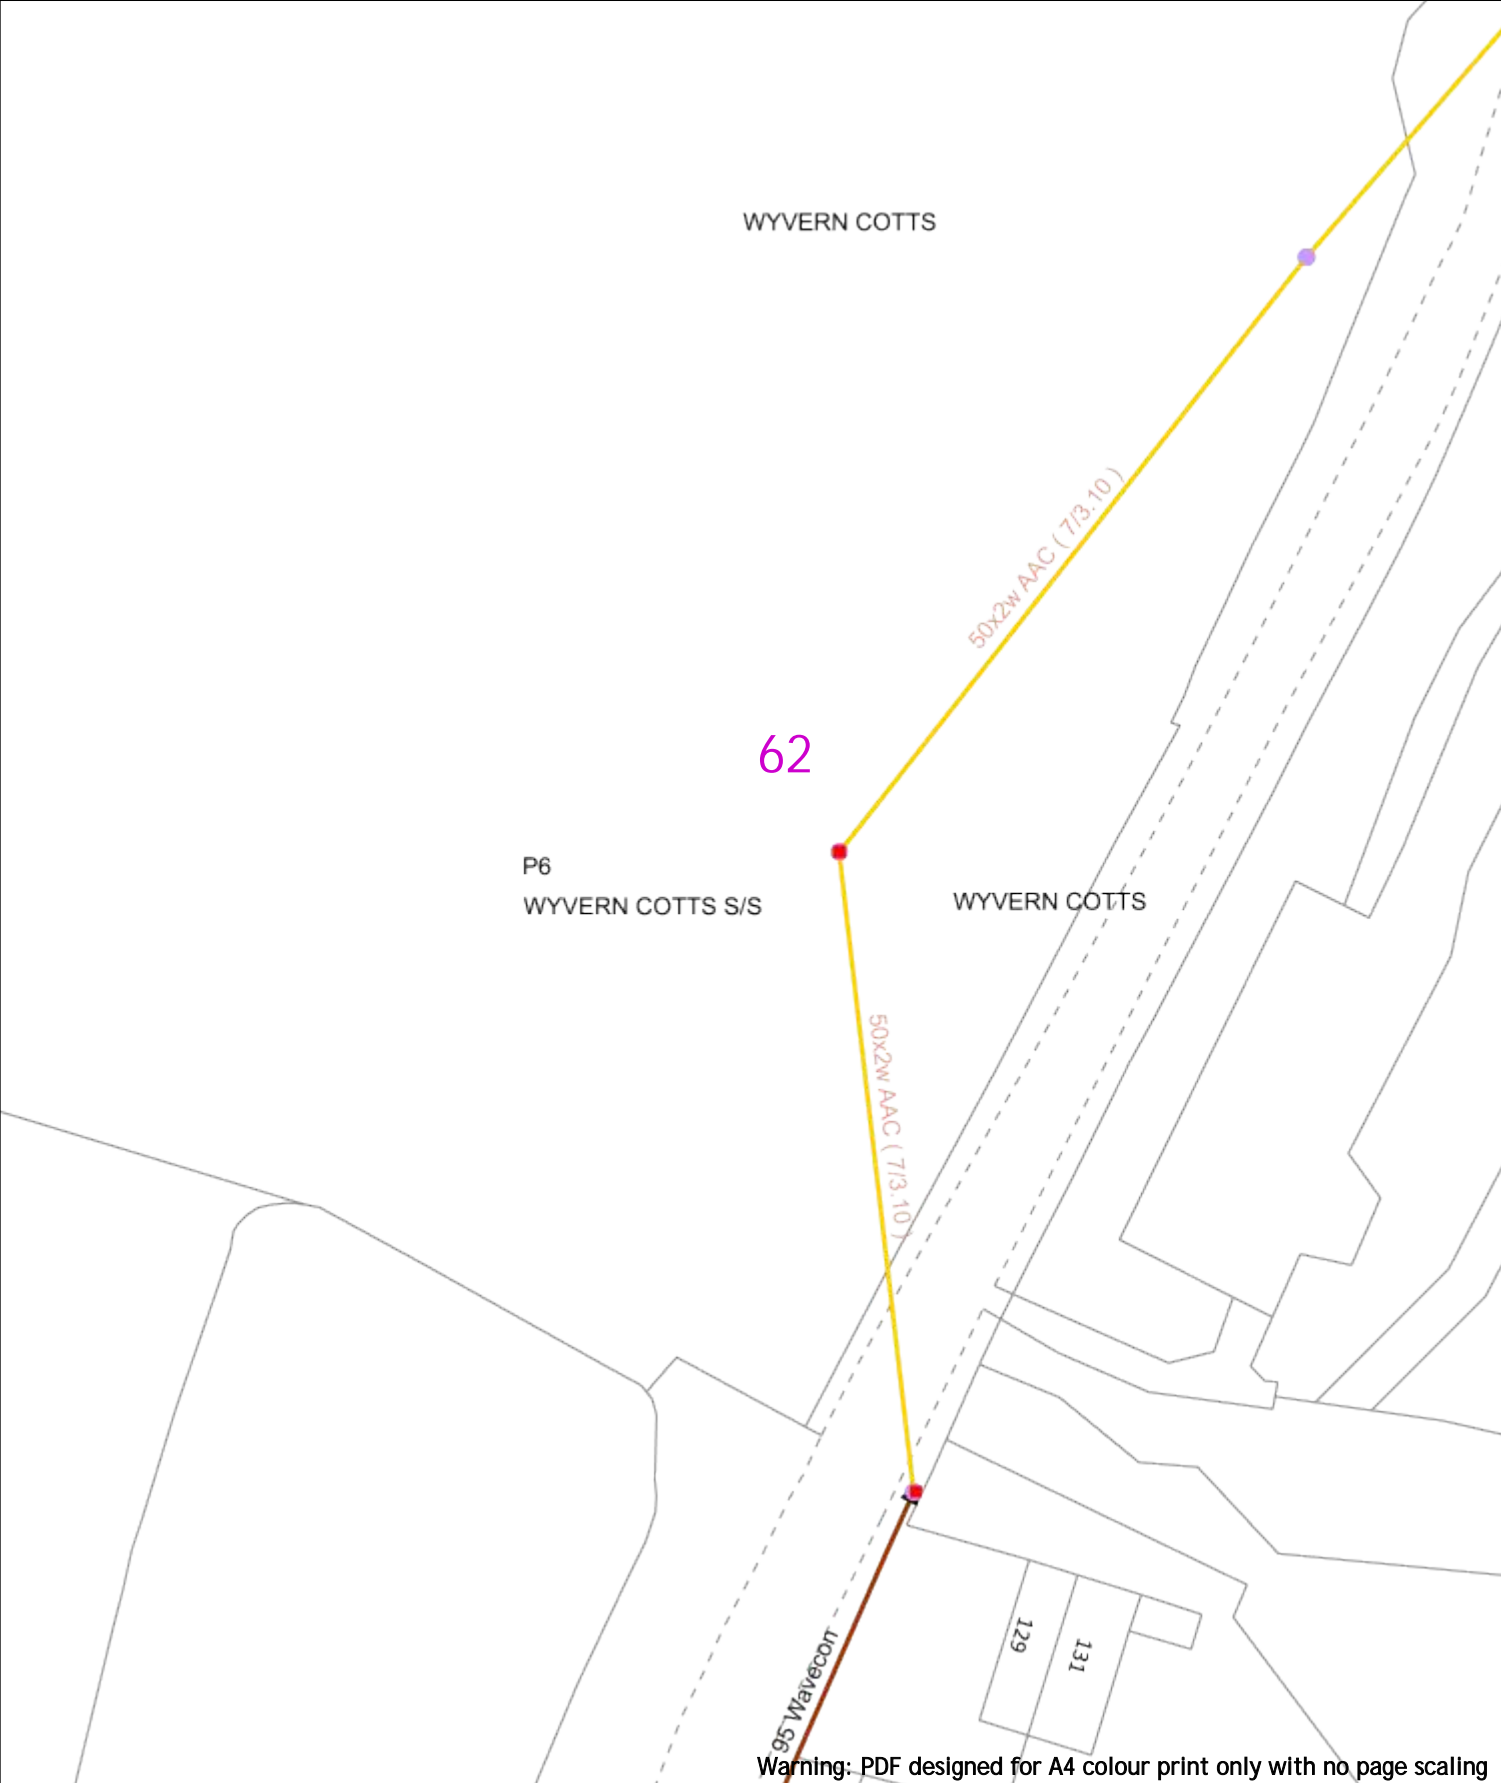 WYVERN COTTS
50x2w AAC ( 7/3.10 )
62
P6
WYVERN COTTS S/S
WYVERN COTTS
50x2w AAC ( 7/3.10 )
129
131
95 Wavecon
Warning: PDF designed for A4 colour print only with no page scaling